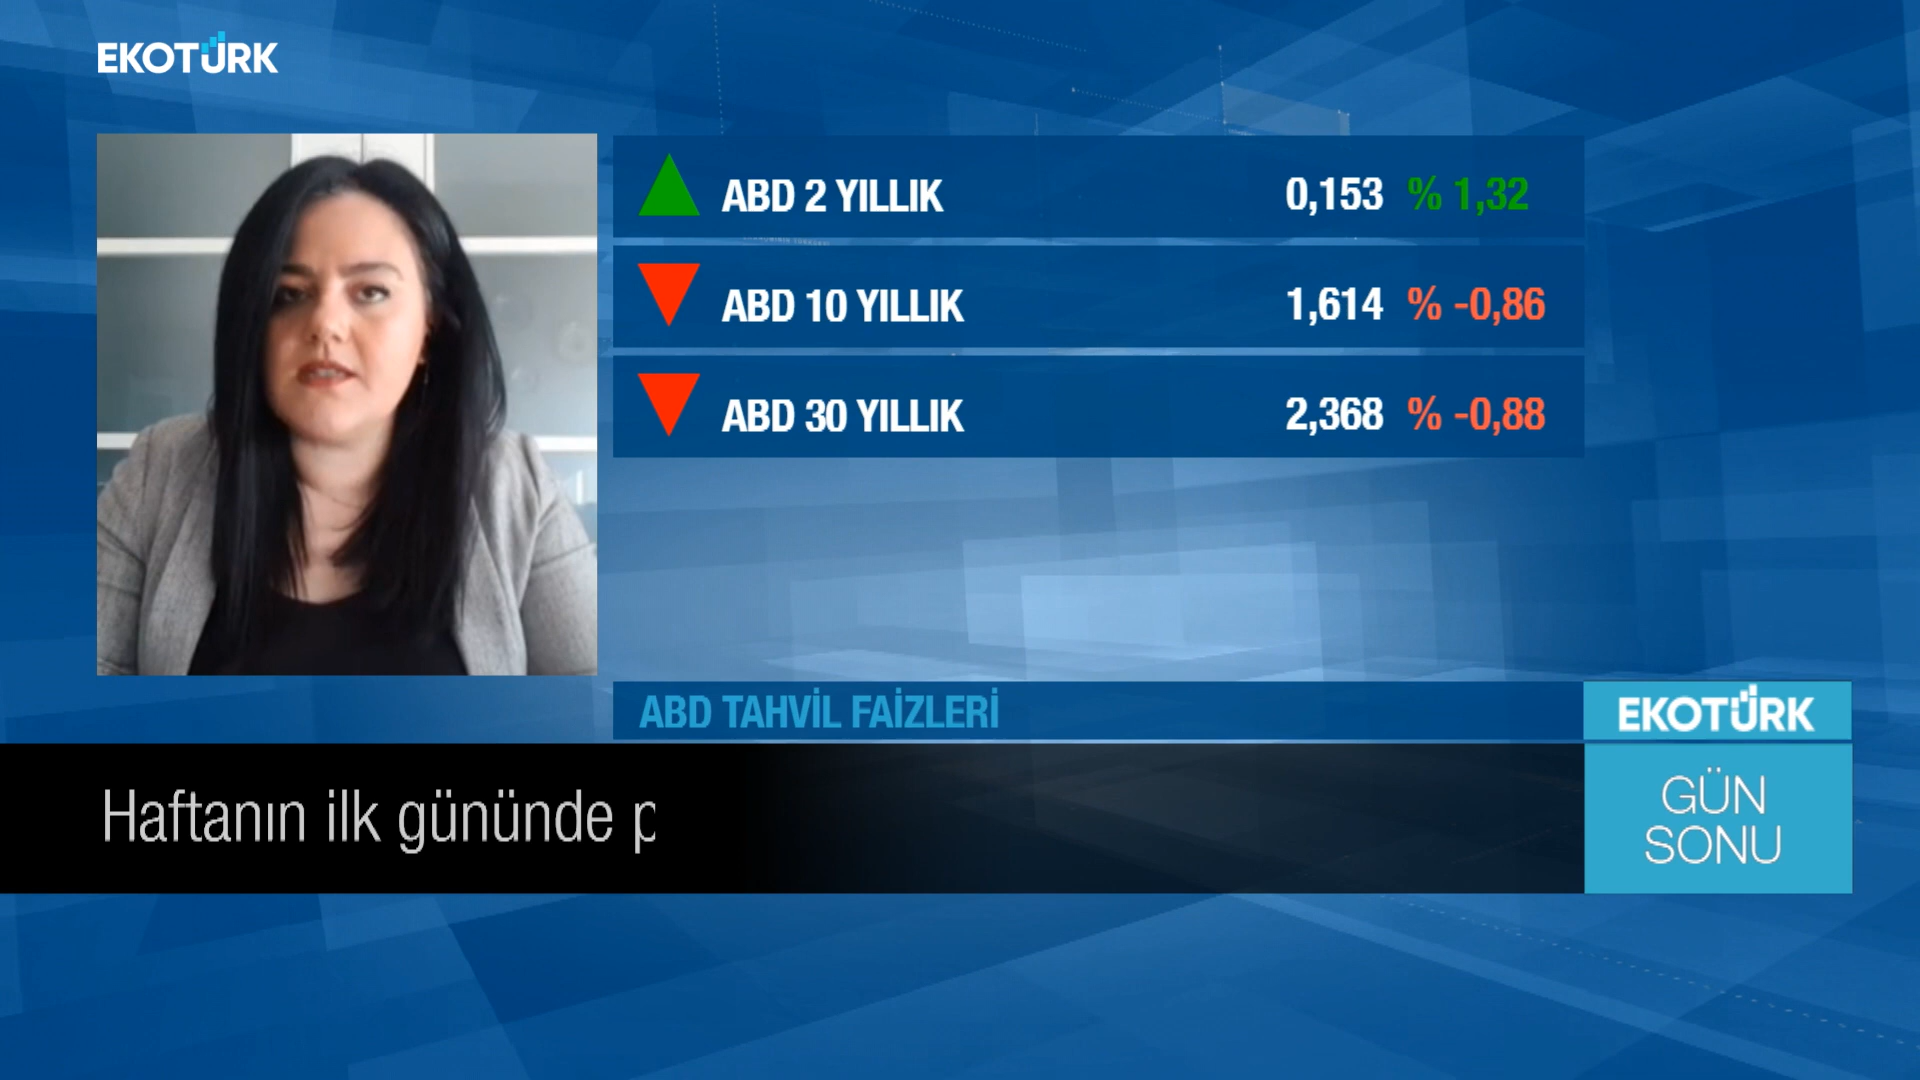 EKOTÜRK
ABD 2 YILLIK 0,153 % 1,32
ABD 10 YILLIK 1,614 % -0,86
ABD 30 YILLIK 2,368 % -0,88
ABD TAHVİL FAİZLERİ
EKOTÜRK
Haftanın ilk gününde p
GÜN
SONU